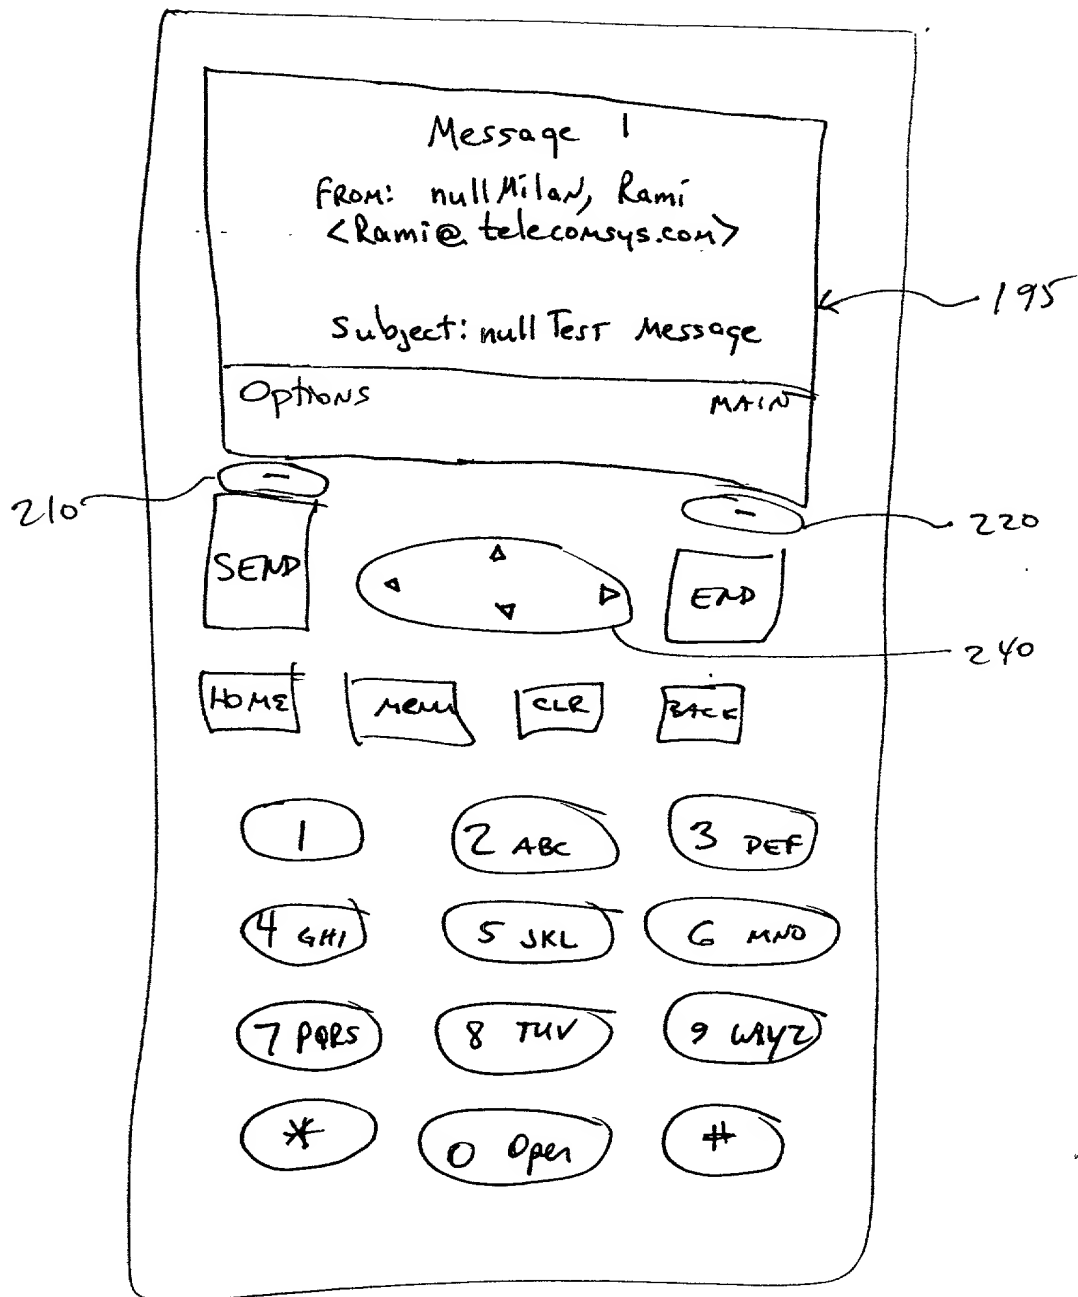 Message 1
FROM: nullMilan, Rami
<Rami@telecomsys.com>
195
Subject: null Test Message
Options MAIN
210
220
SEND END
240
HOME Menu CLR BACK
1 2 ABC 3 DEF
4 GHI 5 JKL 6 MNO
7 PQRS 8 TUV 9 WXYZ
* 0 Oper #